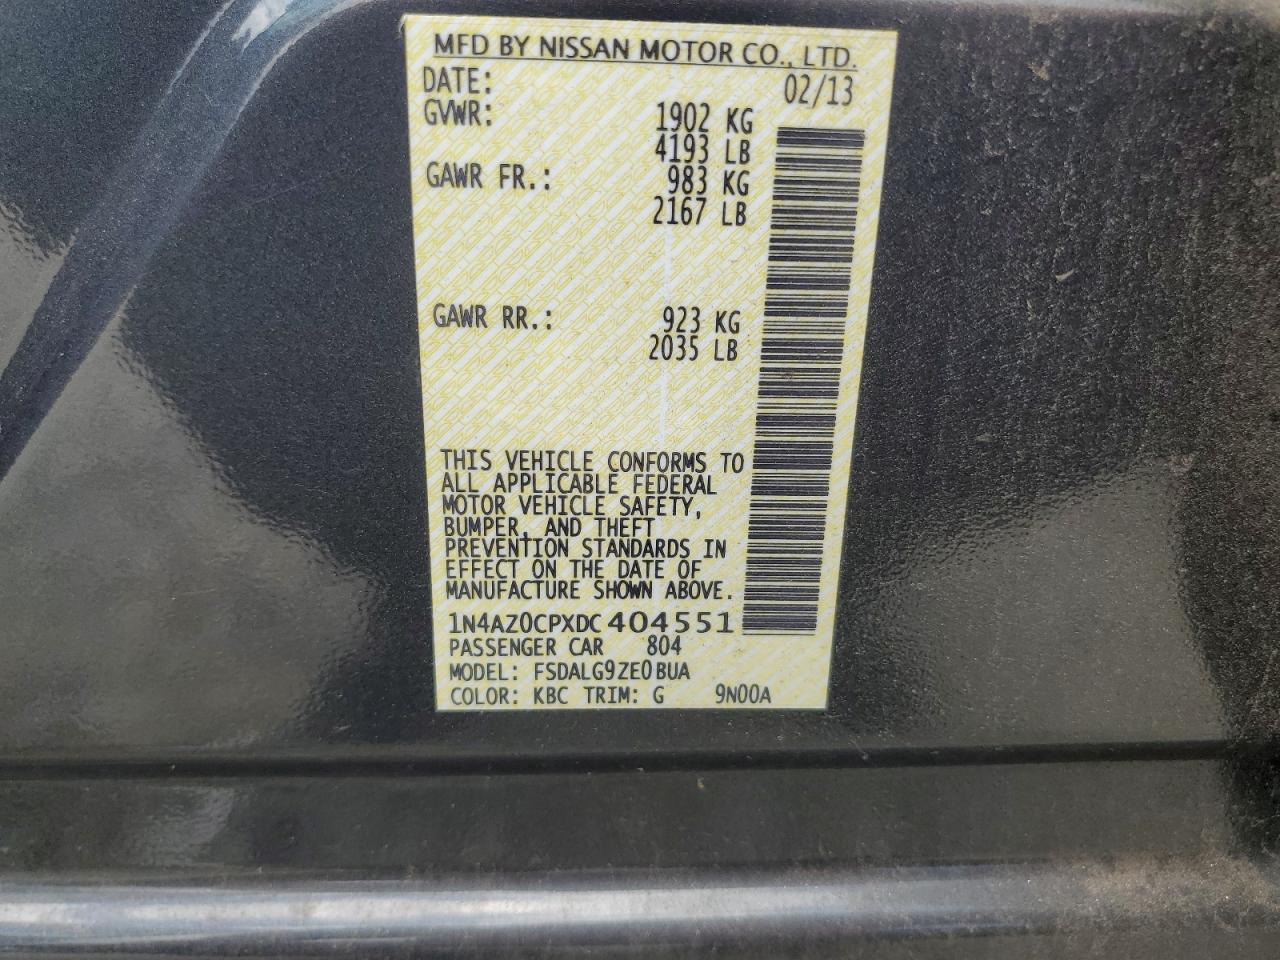 MFD BY NISSAN MOTOR CO., LTD.
DATE: 02/13
GVWR: 1902 KG
4193 LB
GAWR FR.: 983 KG
2167 LB
GAWR RR.: 923 KG
2035 LB
THIS VEHICLE CONFORMS TO
ALL APPLICABLE FEDERAL
MOTOR VEHICLE SAFETY,
BUMPER, AND THEFT
PREVENTION STANDARDS IN
EFFECT ON THE DATE OF
MANUFACTURE SHOWN ABOVE.
1N4AZ0CPXDC404551
PASSENGER CAR 804
MODEL: FSDALG9ZE0BUA
COLOR: KBC TRIM: G 9N00A